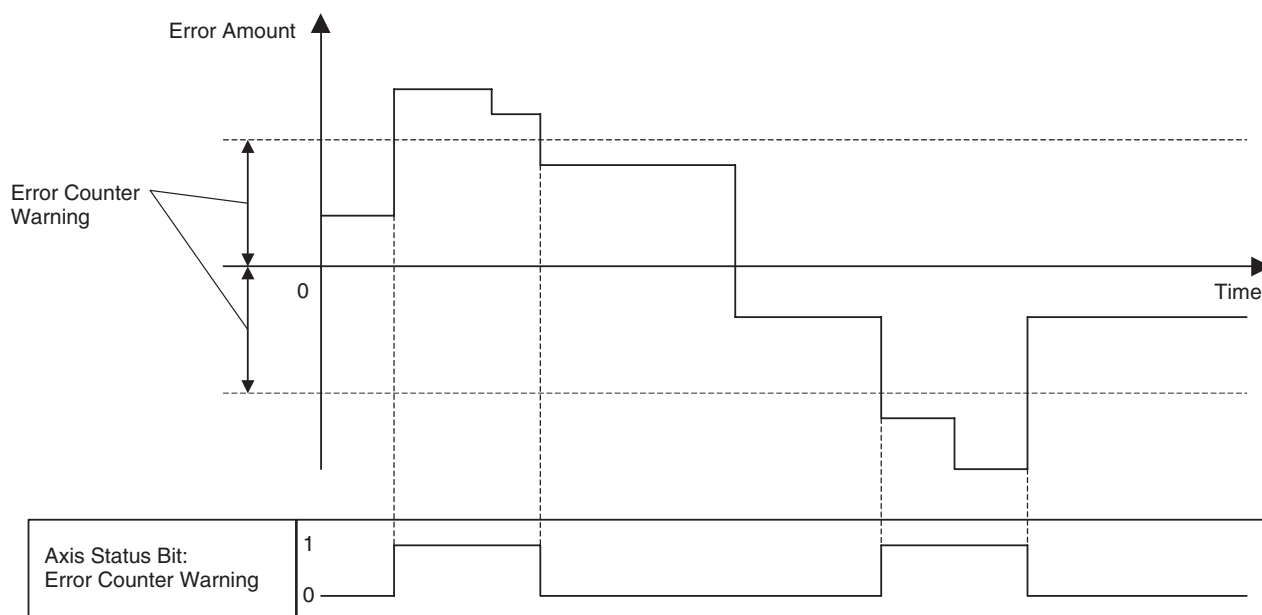 Error Amount
Error Counter
Warning
0
Time
Axis Status Bit:
Error Counter Warning
1
0